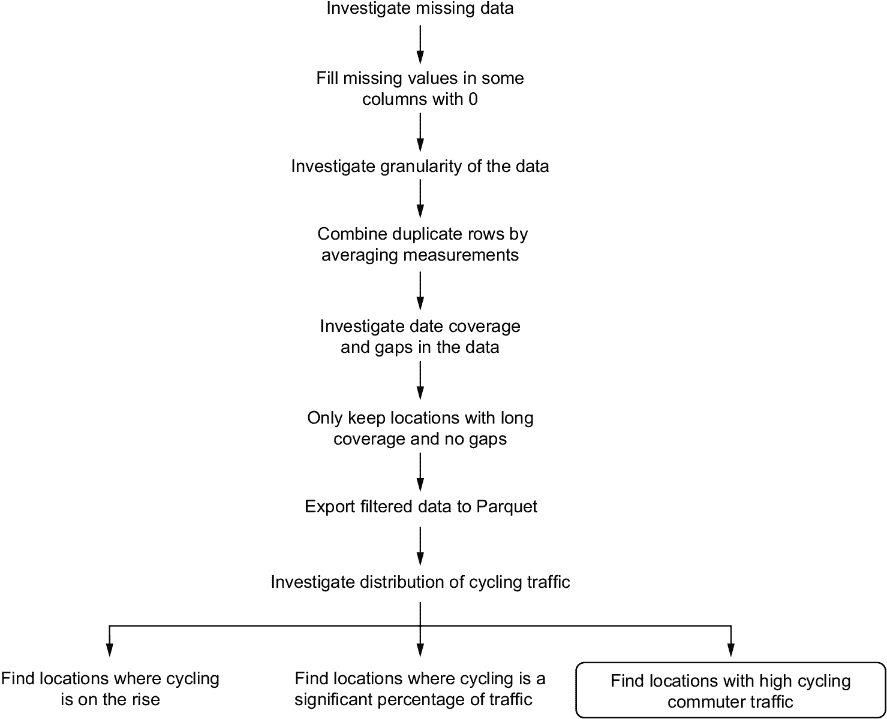 Investigate missing data
Fill missing values in some
columns with 0
Investigate granularity of the data
Combine duplicate rows by
averaging measurements
Investigate date coverage
and gaps in the data
Only keep locations with long
coverage and no gaps
Export filtered data to Parquet
Investigate distribution of cycling traffic
Find locations where cycling
is on the rise
Find locations where cycling is a
significant percentage of traffic
Find locations with high cycling
commuter traffic